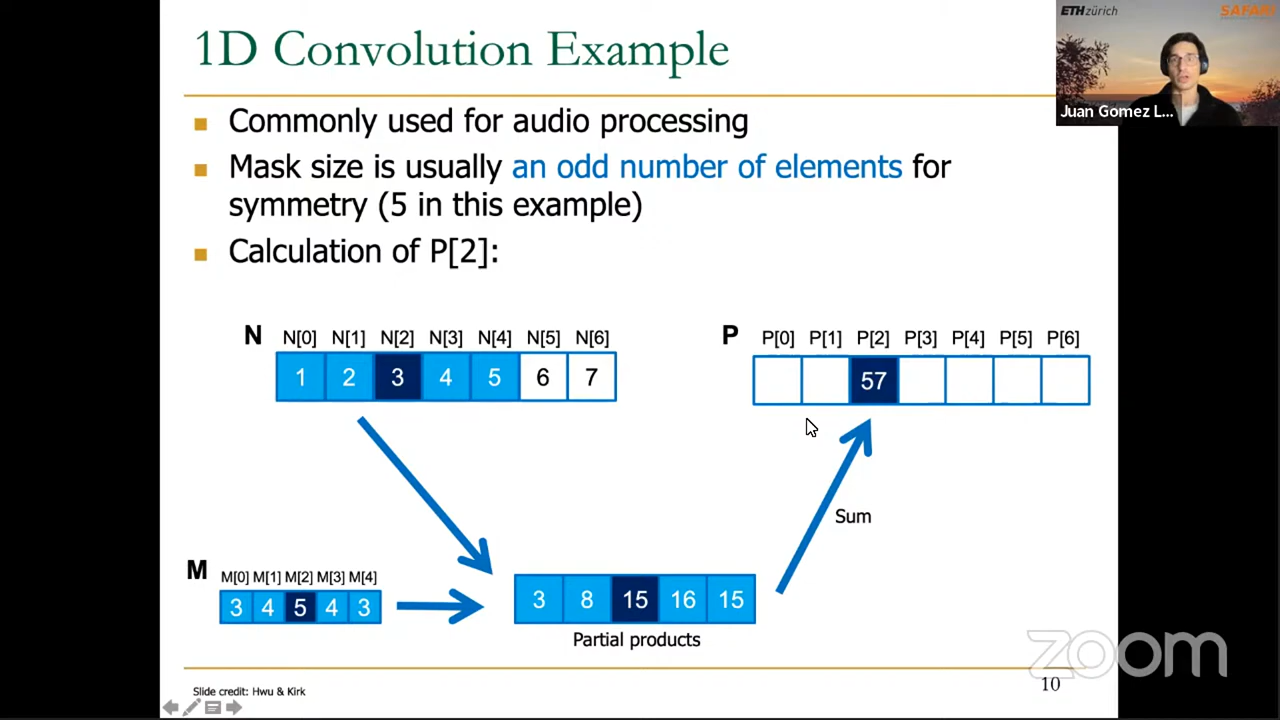 1D Convolution Example
ETH zürich
SAFARI
Juan Gomez L...
Commonly used for audio processing
Mask size is usually an odd number of elements for
symmetry (5 in this example)
Calculation of P[2]:
N N[0] N[1] N[2] N[3] N[4] N[5] N[6]
1 2 3 4 5 6 7
P P[0] P[1] P[2] P[3] P[4] P[5] P[6]
57
Sum
M M[0] M[1] M[2] M[3] M[4]
3 4 5 4 3
3 8 15 16 15
Partial products
zoom
Slide credit: Hwu & Kirk
10